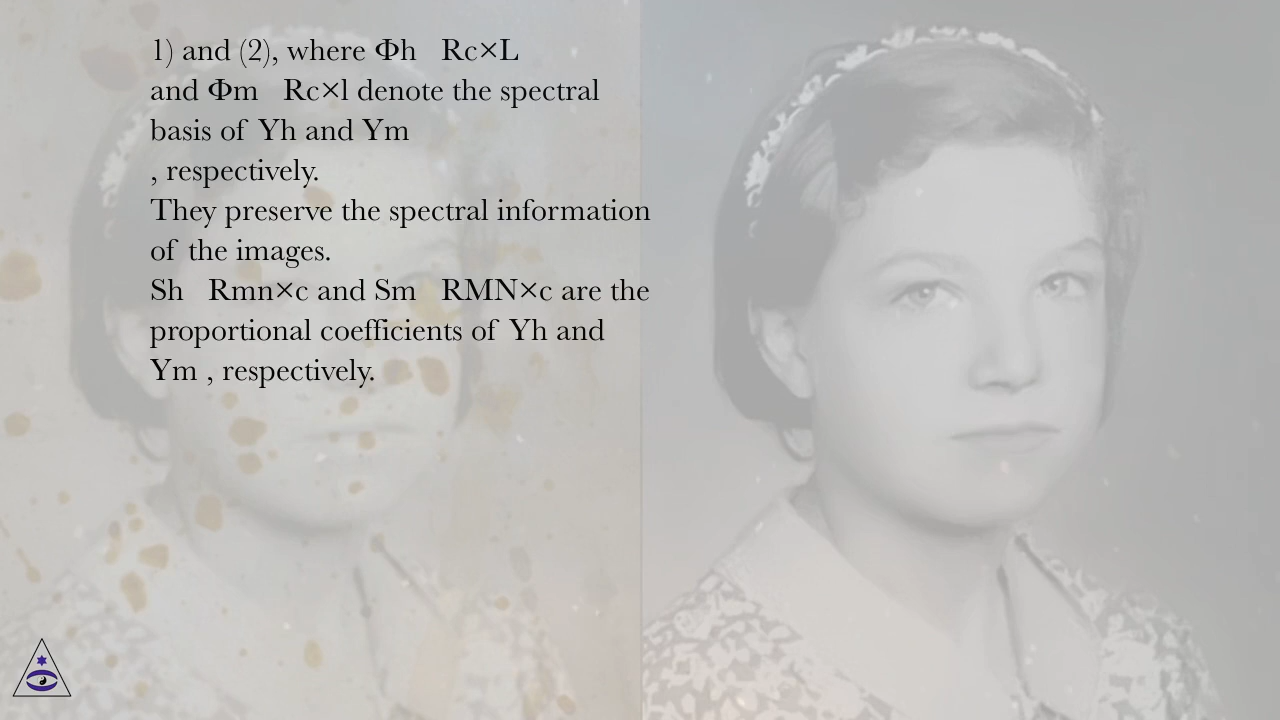 1) and (2), where Φh Rc×L
and Φm Rc×l denote the spectral
basis of Yh and Ym
, respectively.
They preserve the spectral information
of the images.
Sh Rmn×c and Sm RMN×c are the
proportional coefficients of Yh and
Ym , respectively.